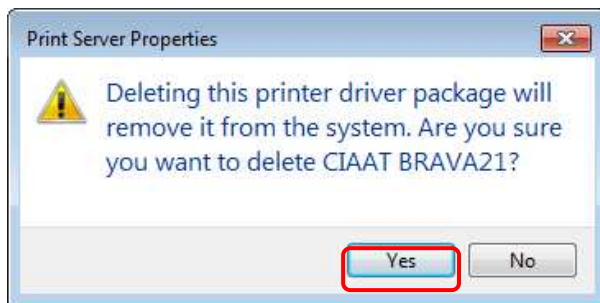 Print Server Properties
Deleting this printer driver package will
remove it from the system. Are you sure
you want to delete CIAAT BRAVA21?
Yes No